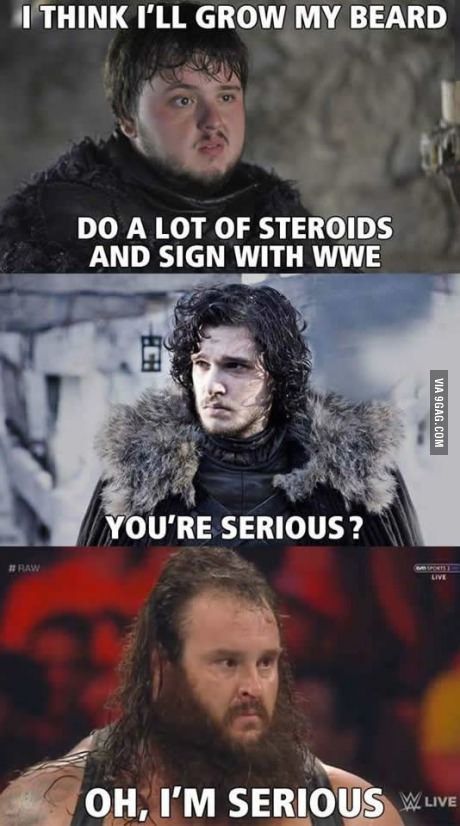 I THINK I'LL GROW MY BEARD
DO A LOT OF STEROIDS
AND SIGN WITH WWE
VIA 9GAG.COM
YOU'RE SERIOUS?
# RAW
LIVE
OH, I'M SERIOUS
W LIVE